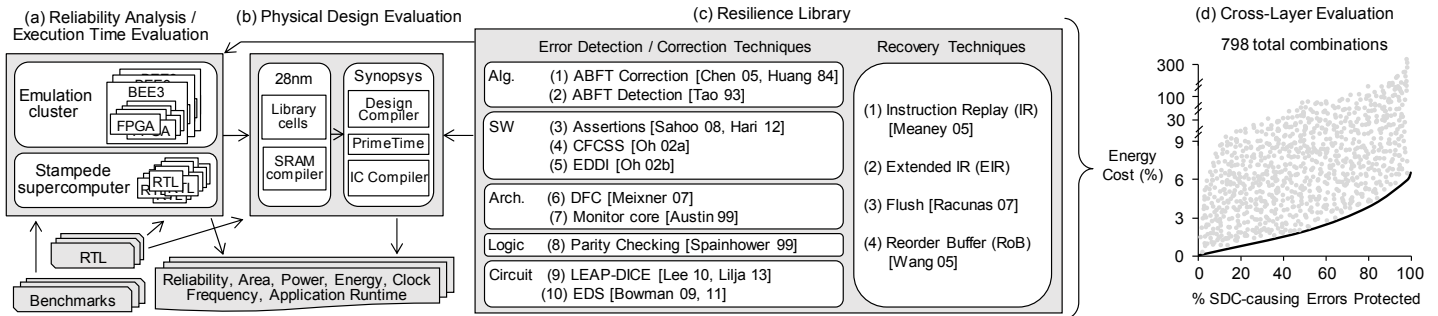 (a) Reliability Analysis /
Execution Time Evaluation
Emulation
cluster
BEE3
BEE3
BEE3
FPGA
Stampede
supercomputer
RTL
RTL
Benchmarks
(b) Physical Design Evaluation
28nm
Library
cells
SRAM
compiler
Synopsys
Design
Compiler
PrimeTime
IC Compiler
Reliability, Area, Power, Energy, Clock
Frequency, Application Runtime
(c) Resilience Library
Error Detection / Correction Techniques
Alg.
(1) ABFT Correction [Chen 05, Huang 84]
(2) ABFT Detection [Tao 93]
SW
(3) Assertions [Sahoo 08, Hari 12]
(4) CFCSS [Oh 02a]
(5) EDDI [Oh 02b]
Arch.
(6) DFC [Meixner 07]
(7) Monitor core [Austin 99]
Logic
(8) Parity Checking [Spainhower 99]
Circuit
(9) LEAP-DICE [Lee 10, Lilja 13]
(10) EDS [Bowman 09, 11]
Recovery Techniques
(1) Instruction Replay (IR)
[Meaney 05]
(2) Extended IR (EIR)
(3) Flush [Racunas 07]
(4) Reorder Buffer (RoB)
[Wang 05]
(d) Cross-Layer Evaluation
798 total combinations
Energy
Cost (%)
300
100
30
9
6
3
0
0 20 40 60 80 100
% SDC-causing Errors Protected